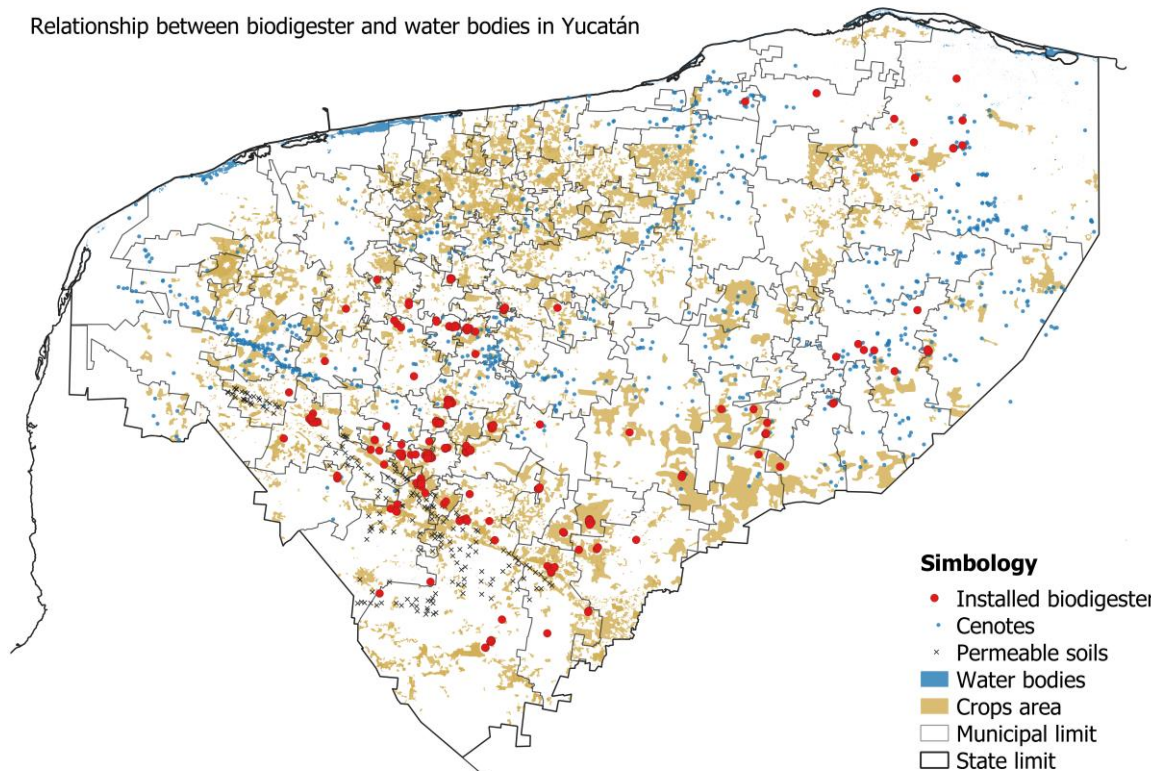 Relationship between biodigester and water bodies in Yucatán
Simbology
Installed biodigester
Cenotes
Permeable soils
Water bodies
Crops area
Municipal limit
State limit